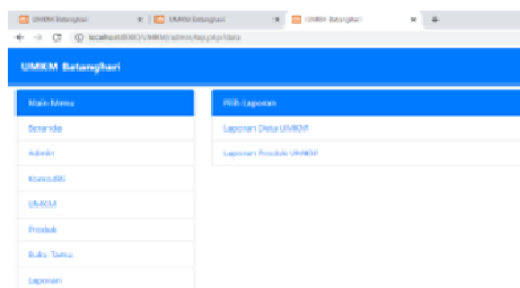 UMKM Batanghari
UMKM Batanghari
UMKM Batanghari
UMKM Batanghari
Main Menu
Beranda
Admin
UMKM
Produk
Buku Tamu
Laporan
Pilih Laporan
Laporan Data UMKM
Laporan Produk UMKM